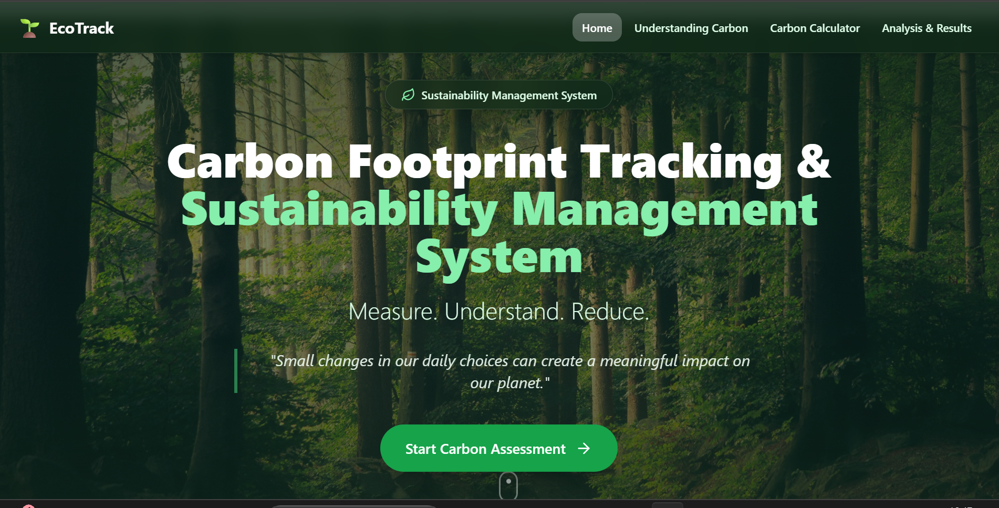 EcoTrack
Home
Understanding Carbon
Carbon Calculator
Analysis & Results
Sustainability Management System
Carbon Footprint Tracking &
Sustainability Management
System
Measure. Understand. Reduce.
"Small changes in our daily choices can create a meaningful impact on
our planet."
Start Carbon Assessment